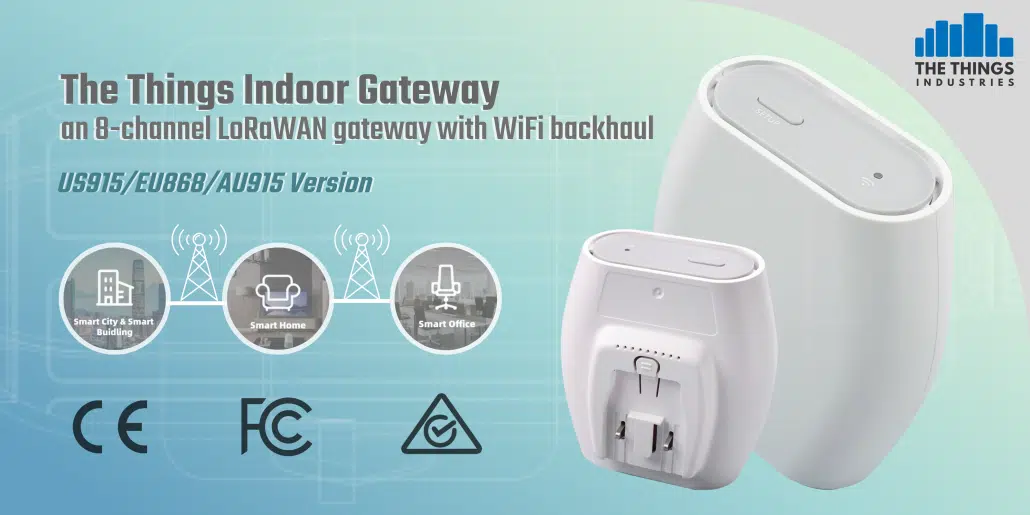 The Things Indoor Gateway
an 8-channel LoRaWAN gateway with WiFi backhaul
US915/EU868/AU915 Version
Smart City & Smart
Buidling
Smart Home
Smart Office
CE
FC
THE THINGS
INDUSTRIES
SETUP